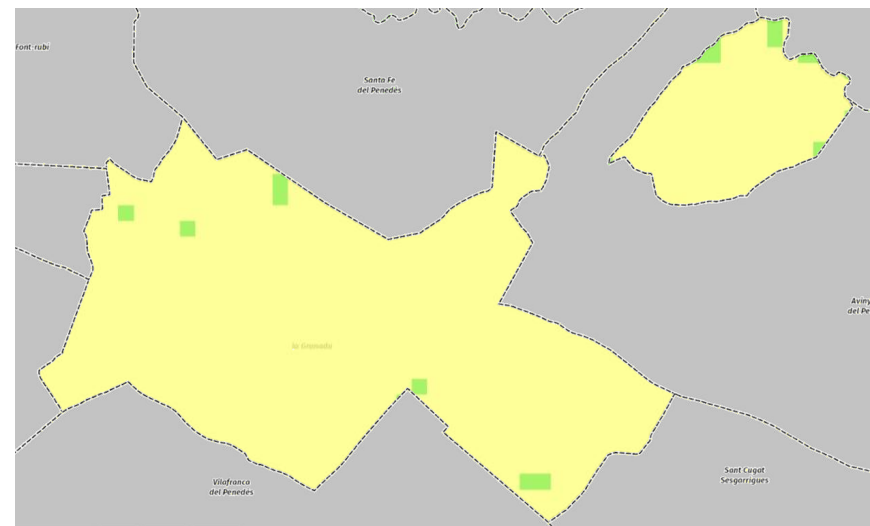 Font-rubí
Santa Fe
del Penedès
la Granada
Vilafranca
del Penedès
Sant Cugat
Sesgarrigues
Aviny
del Pe